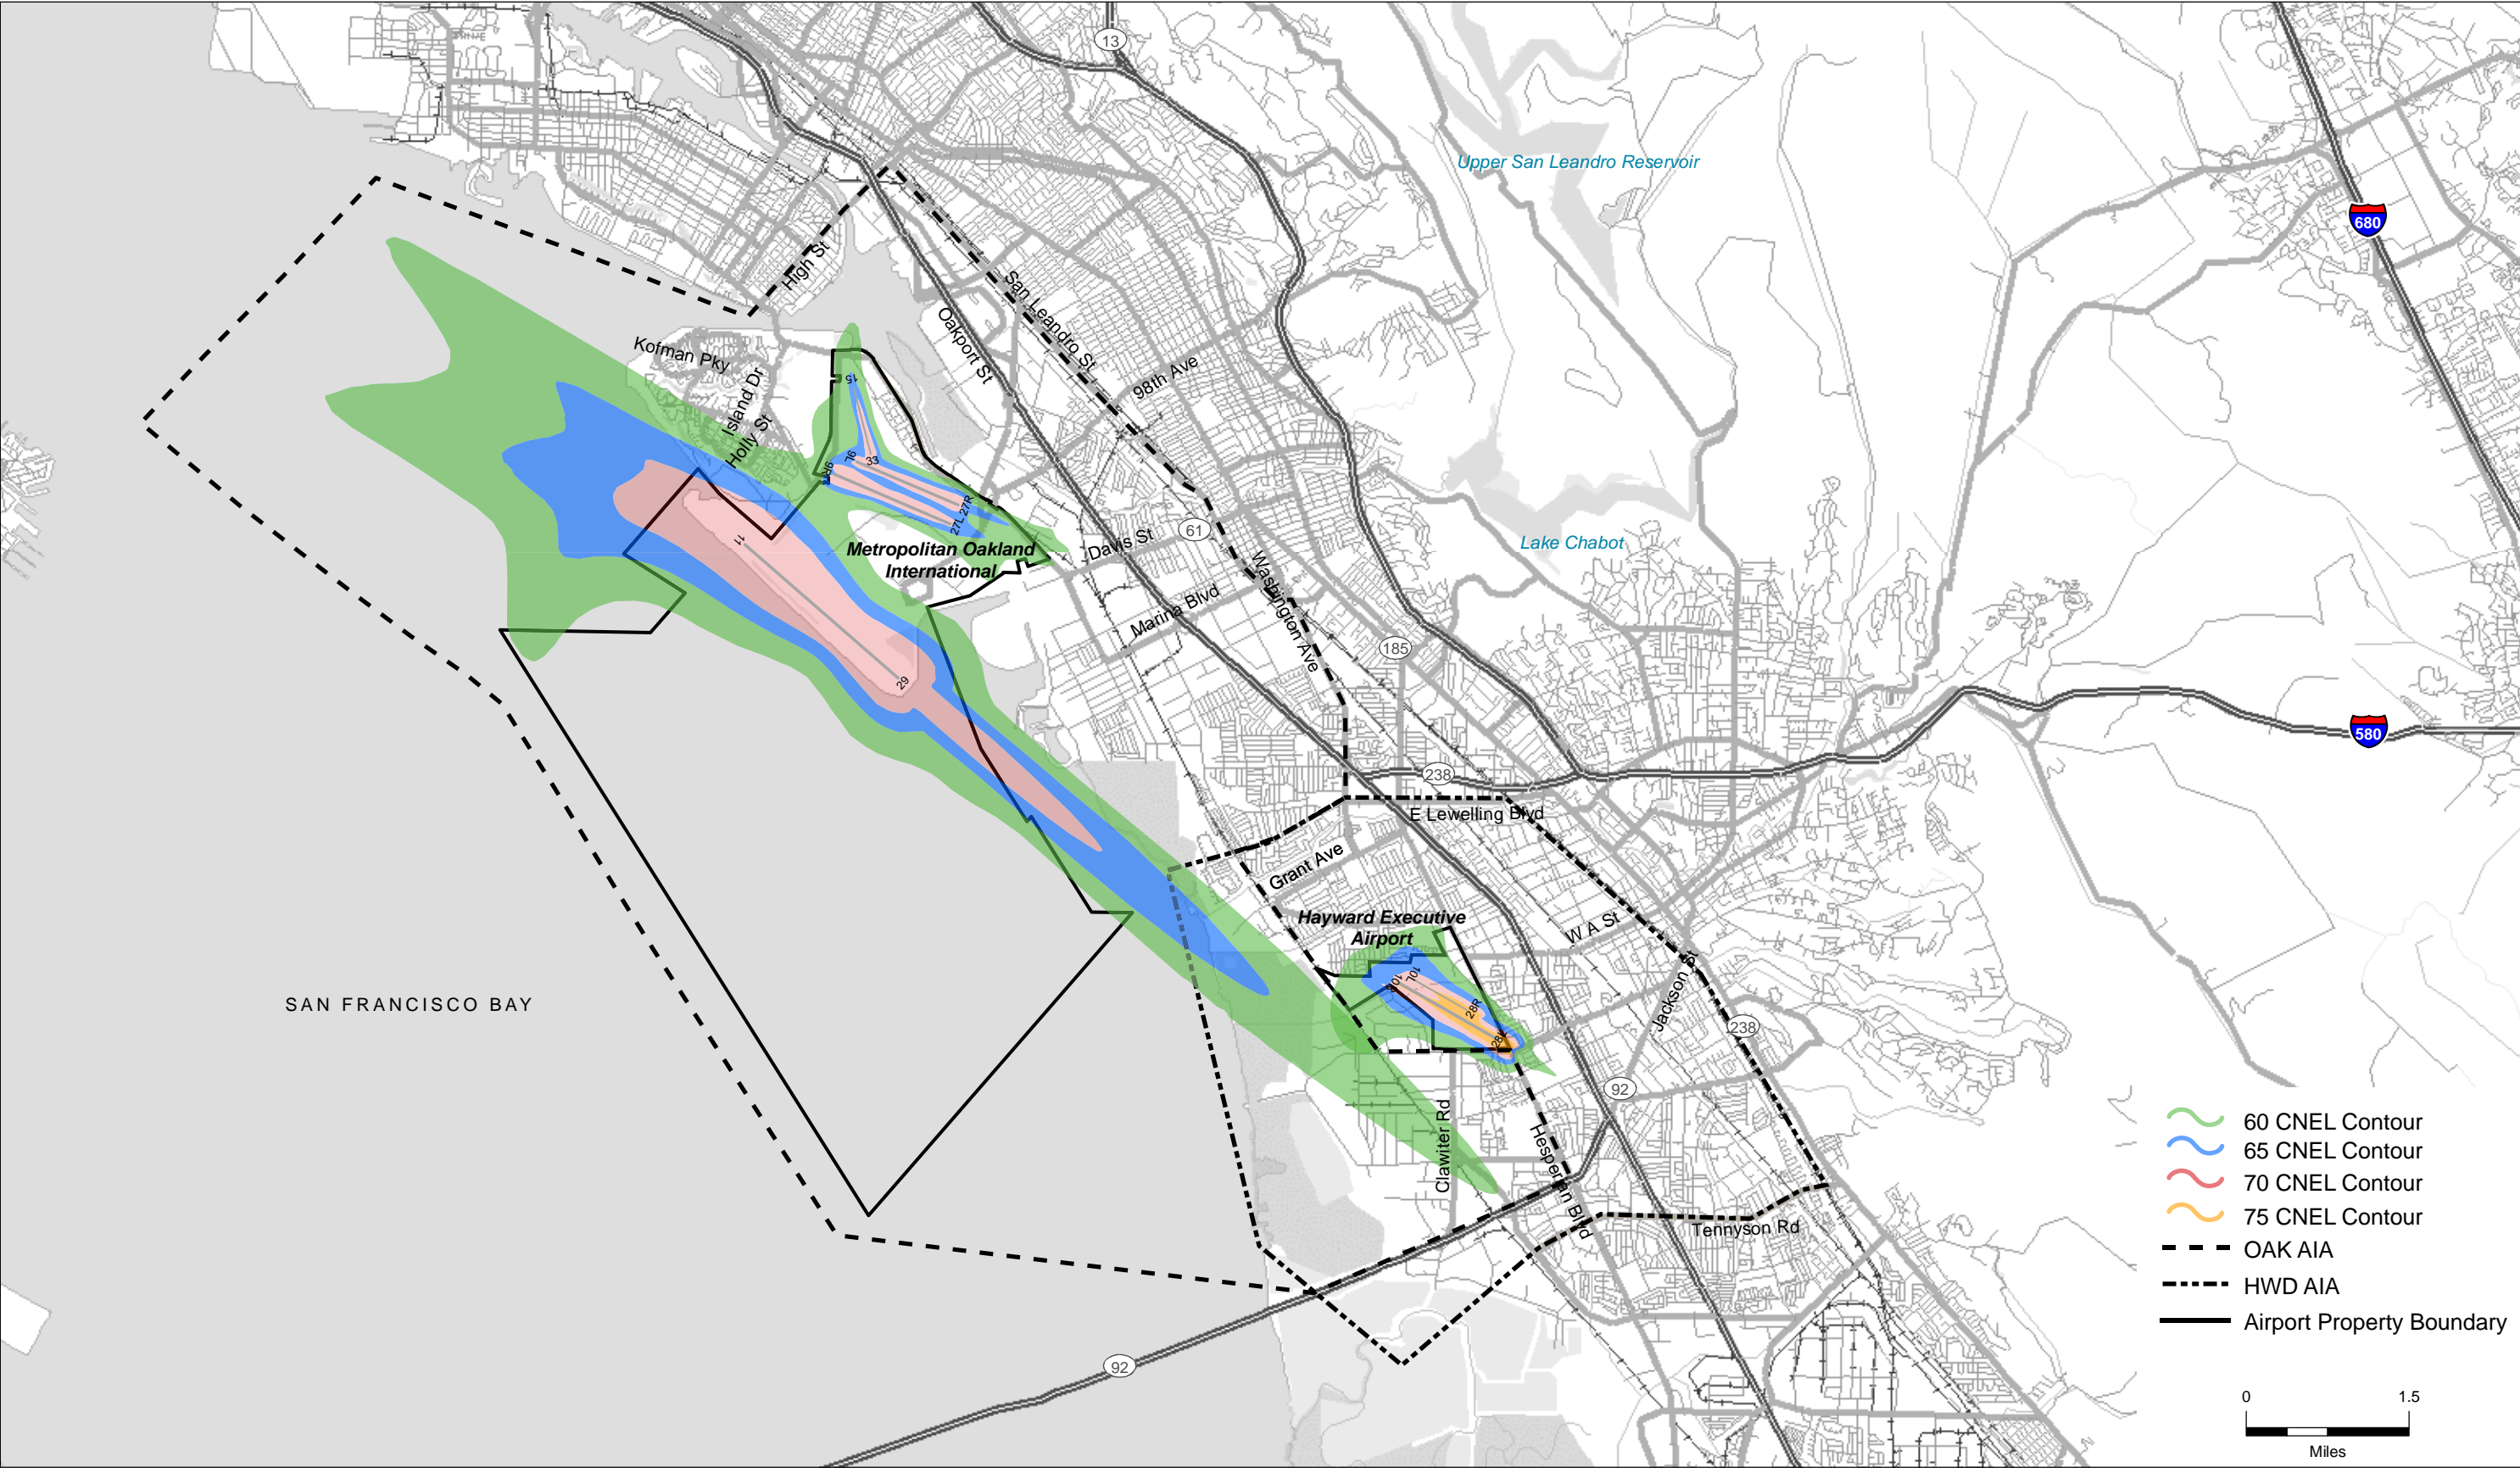 13
Upper San Leandro Reservoir
680
High St
San Leandro St
Oakport St
Kofman Pky
Island Dr
Holly St
98th Ave
15
33
9L
9R
27R
27L
Metropolitan Oakland
International
11
29
Davis St
61
Marina Blvd
Washington Ave
Lake Chabot
185
580
238
E Lewelling Blvd
Grant Ave
Hayward Executive
Airport
W A St
10L
28R
Jackson St
238
SAN FRANCISCO BAY
92
Clawiter Rd
Hesperian Blvd
Tennyson Rd
92
60 CNEL Contour
65 CNEL Contour
70 CNEL Contour
75 CNEL Contour
OAK AIA
HWD AIA
Airport Property Boundary
0 1.5
Miles